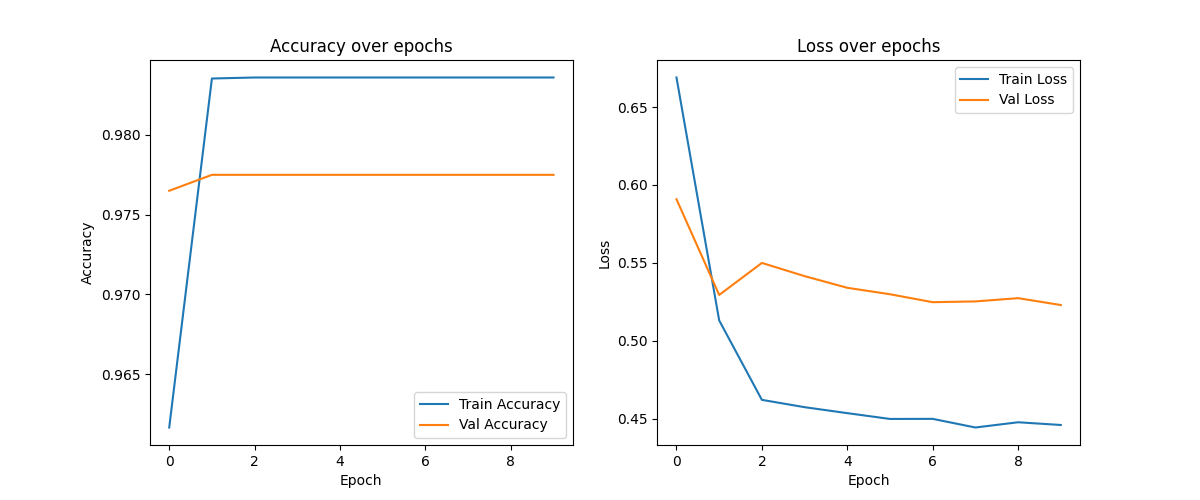 Accuracy over epochs
Accuracy
0.980
0.975
0.970
0.965
0 2 4 6 8
Epoch
Train Accuracy
Val Accuracy
Loss over epochs
Loss
0.65
0.60
0.55
0.50
0.45
0 2 4 6 8
Epoch
Train Loss
Val Loss